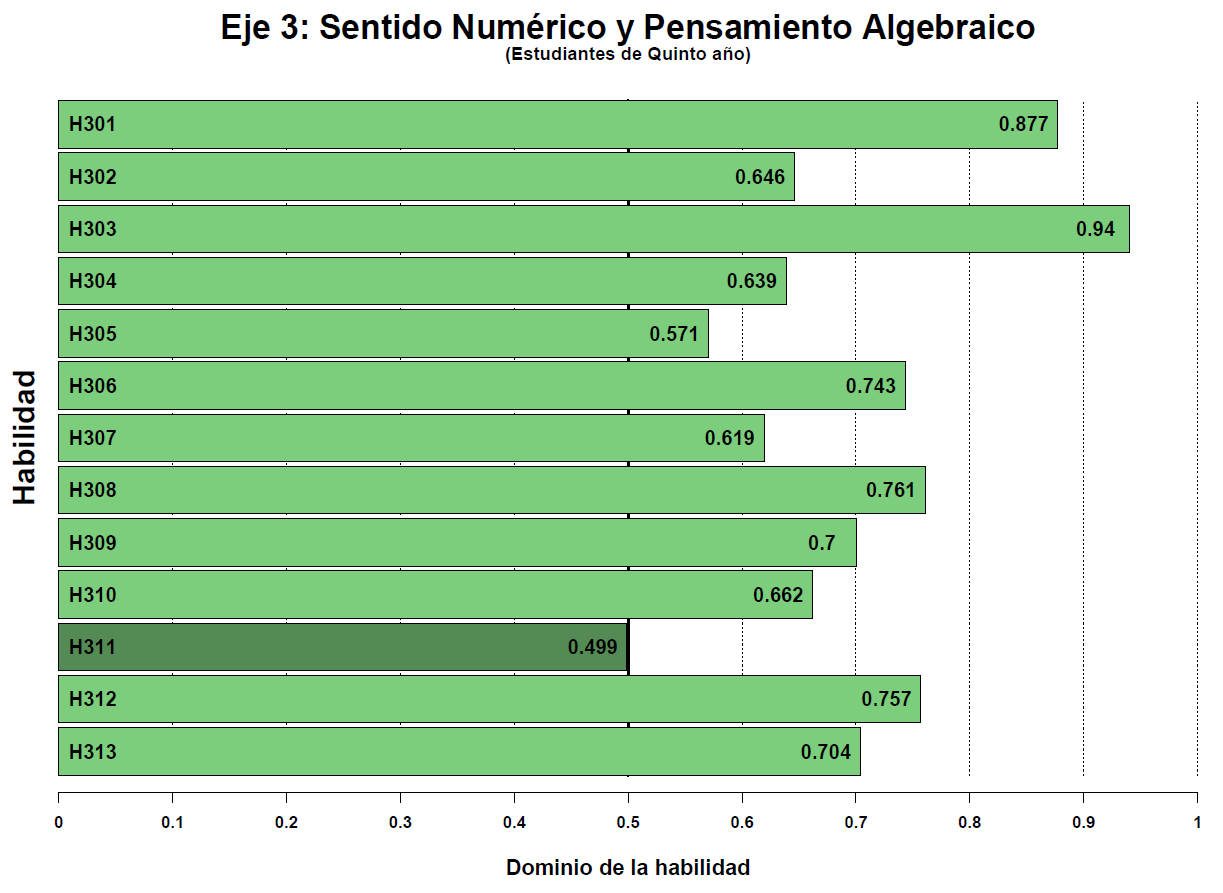 Eje 3: Sentido Numérico y Pensamiento Algebraico
(Estudiantes de Quinto año)
Habilidad
H301 0.877
H302 0.646
H303 0.94
H304 0.639
H305 0.571
H306 0.743
H307 0.619
H308 0.761
H309 0.7
H310 0.662
H311 0.499
H312 0.757
H313 0.704
0 0.1 0.2 0.3 0.4 0.5 0.6 0.7 0.8 0.9 1
Dominio de la habilidad